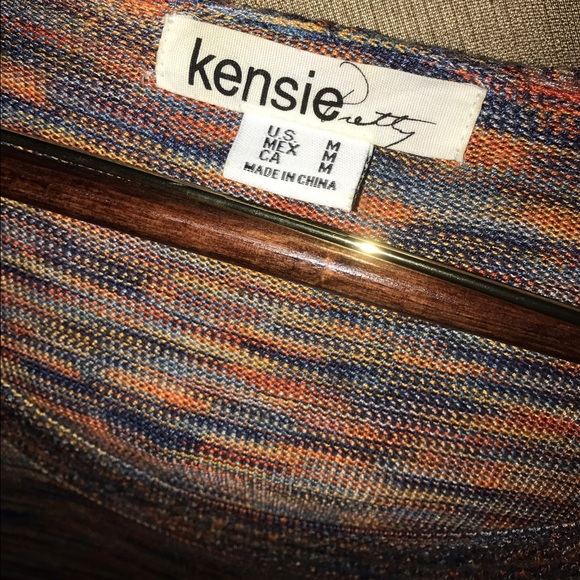 kensie Pretty
U.S. M
MEX M
CA M
MADE IN CHINA